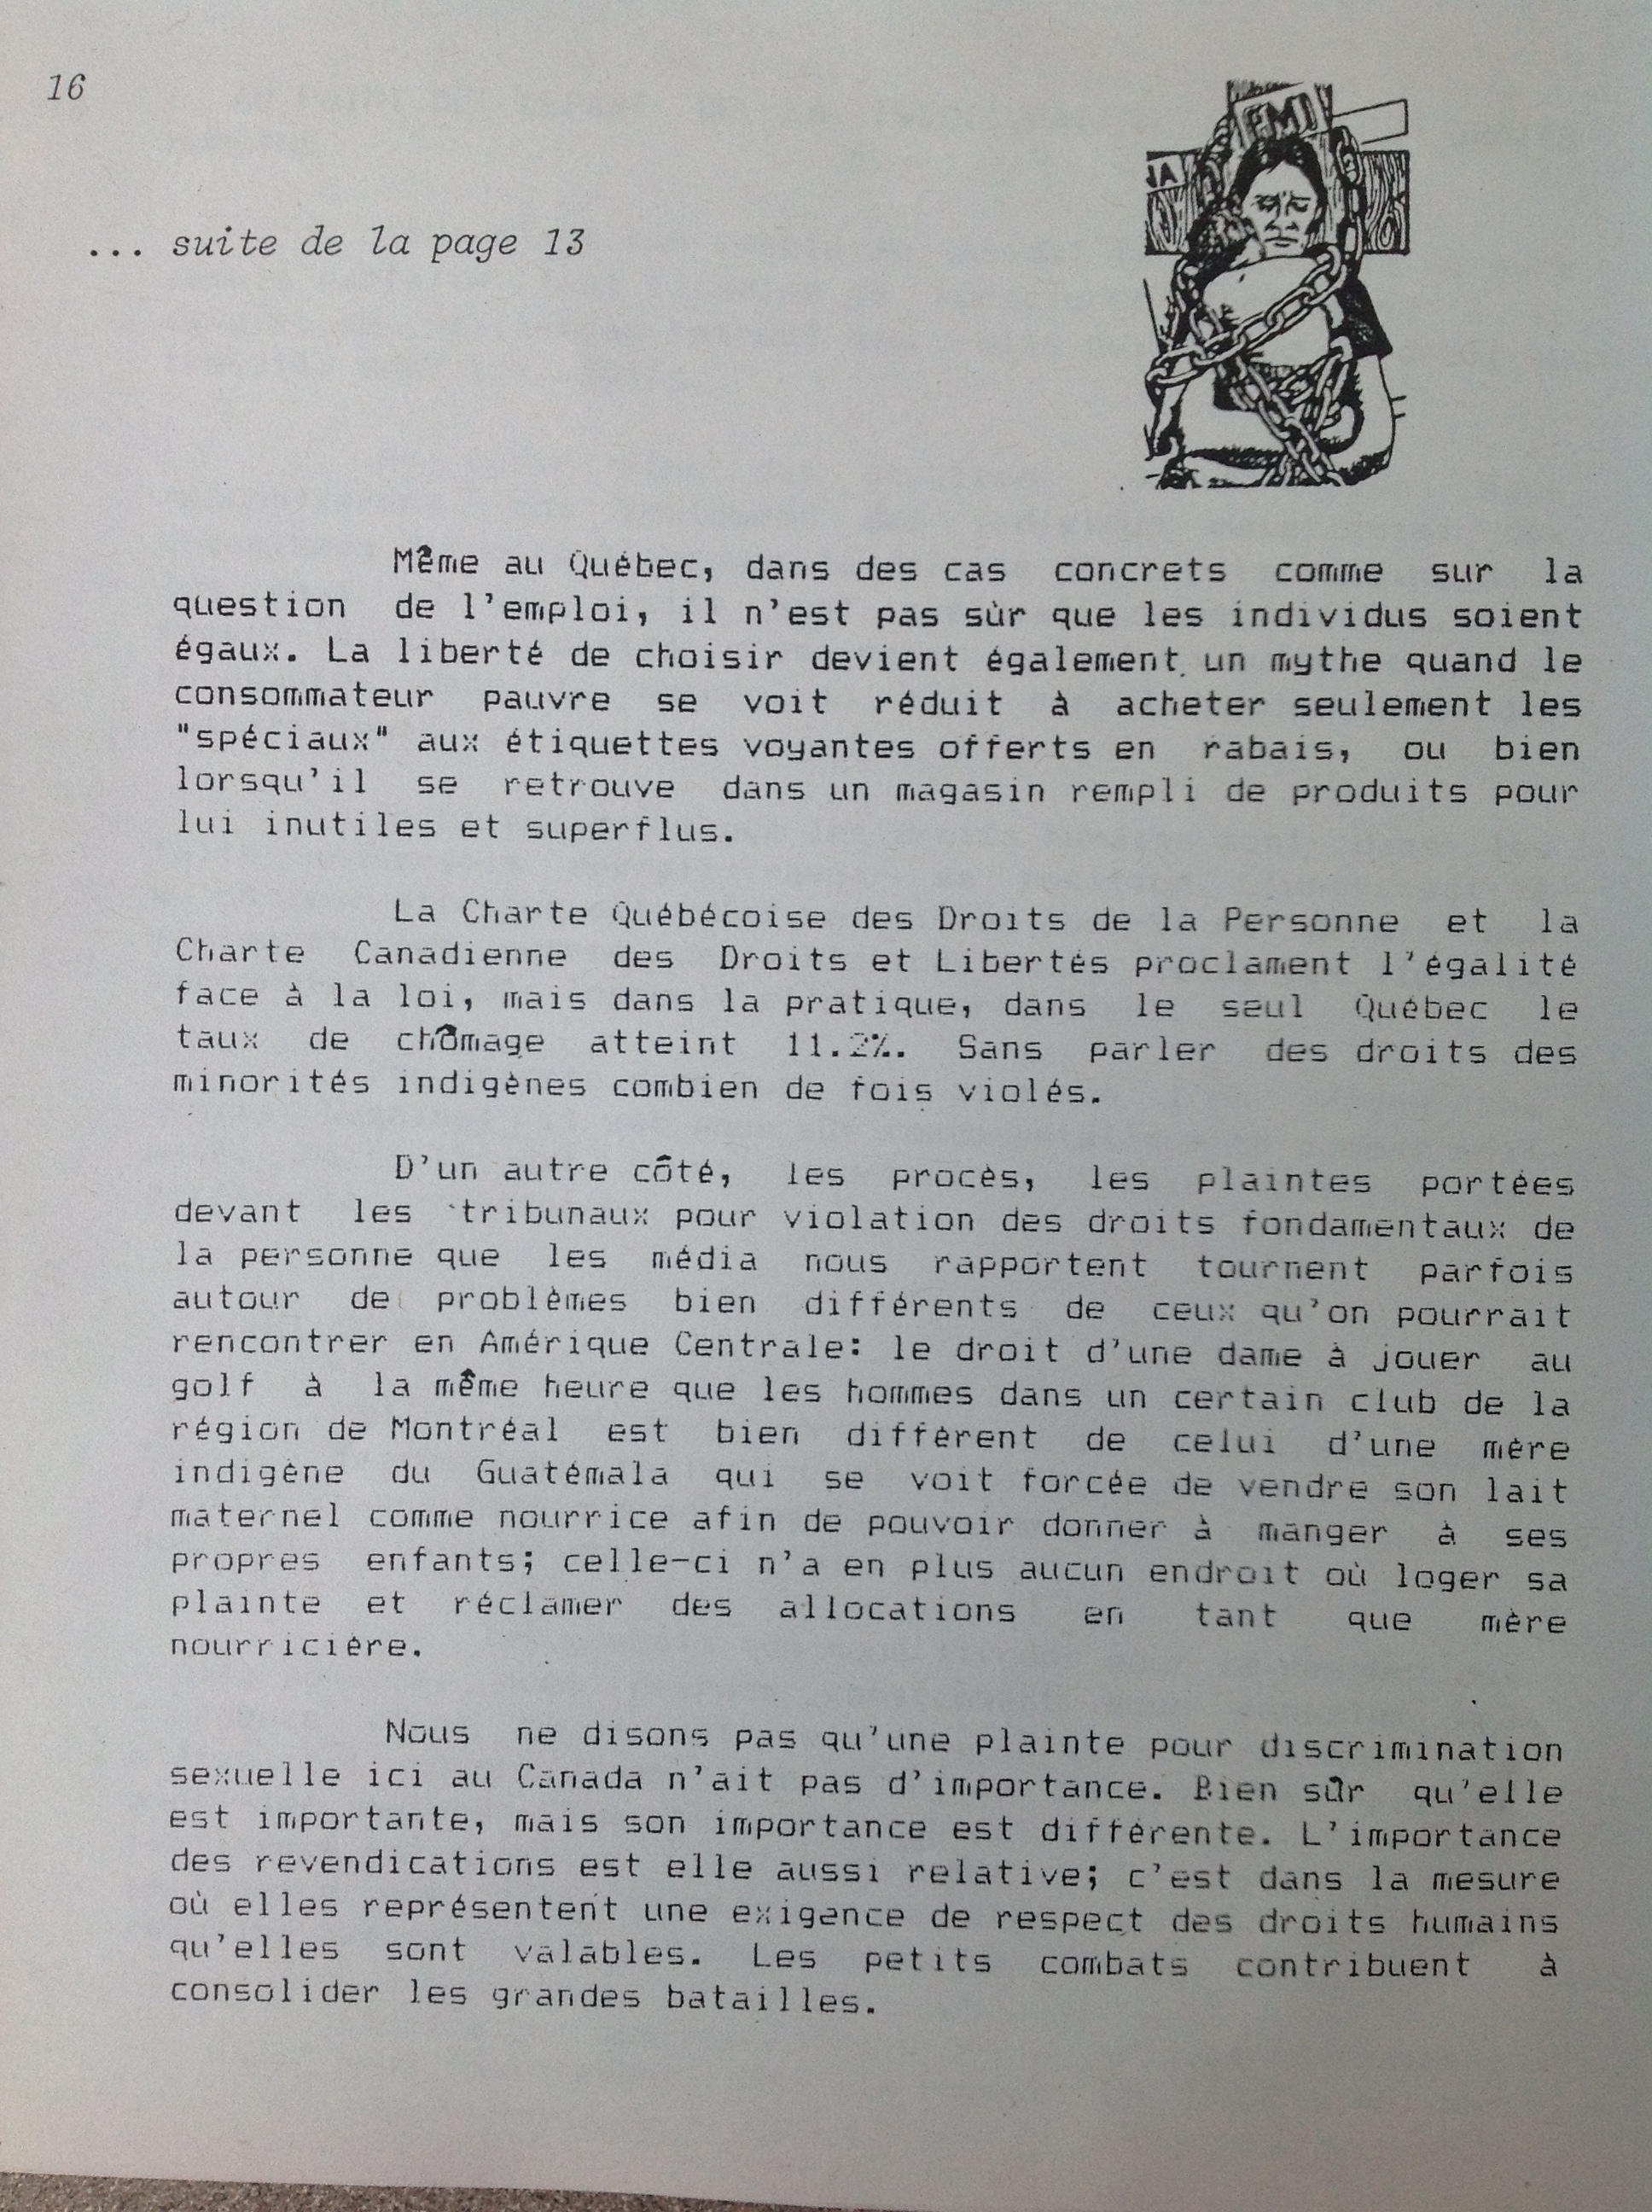 16
FMI
JA
... suite de la page 13
Même au Québec, dans des cas concrets comme sur la
question de l'emploi, il n'est pas sùr que les individus soient
égaux. La liberté de choisir devient également un mythe quand le
consommateur pauvre se voit réduit à acheter seulement les
"spéciaux" aux étiquettes voyantes offerts en rabais, ou bien
lorsqu'il se retrouve dans un magasin rempli de produits pour
lui inutiles et superflus.
La Charte Québécoise des Droits de la Personne et la
Charte Canadienne des Droits et Libertés proclament l'égalité
face à la loi, mais dans la pratique, dans le seul Québec le
taux de chômage atteint 11.2%. Sans parler des droits des
minorités indigènes combien de fois violés.
D'un autre côté, les procès, les plaintes portées
devant les tribunaux pour violation des droits fondamentaux de
la personne que les média nous rapportent tournent parfois
autour de problèmes bien différents de ceux qu'on pourrait
rencontrer en Amérique Centrale: le droit d'une dame à jouer au
golf à la même heure que les hommes dans un certain club de la
région de Montréal est bien différent de celui d'une mère
indigène du Guatémala qui se voit forcée de vendre son lait
maternel comme nourrice afin de pouvoir donner à manger à ses
propres enfants; celle-ci n'a en plus aucun endroit où loger sa
plainte et réclamer des allocations en tant que mère
nourricière.
Nous ne disons pas qu'une plainte pour discrimination
sexuelle ici au Canada n'ait pas d'importance. Bien sûr qu'elle
est importante, mais son importance est différente. L'importance
des revendications est elle aussi relative; c'est dans la mesure
où elles représentent une exigence de respect des droits humains
qu'elles sont valables. Les petits combats contribuent à
consolider les grandes batailles.